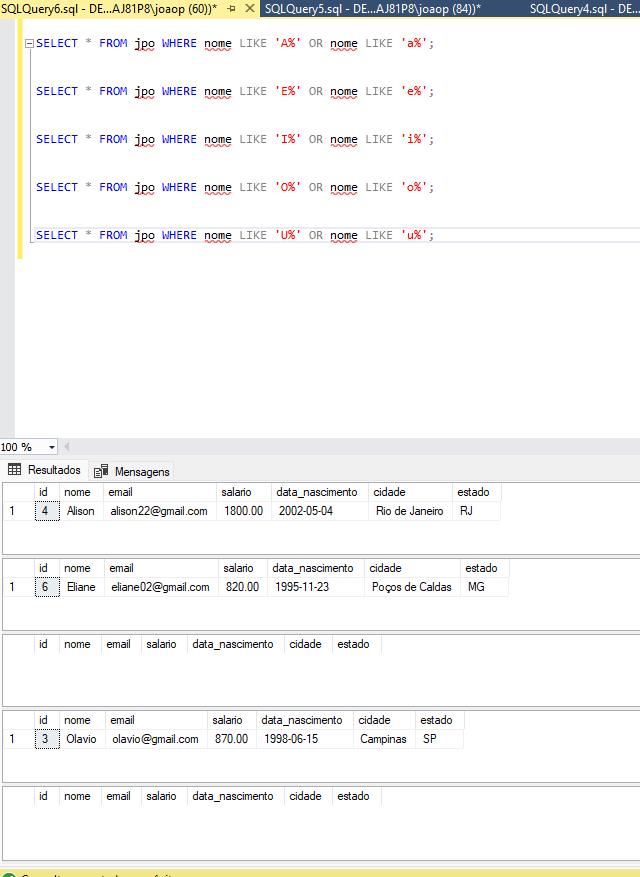 SQLQuery6.sql - DE...AJ81P8\joaop (60))* SQLQuery5.sql - DE...AJ81P8\joaop (84))* SQLQuery4.sql - DE...
SELECT * FROM jpo WHERE nome LIKE 'A%' OR nome LIKE 'a%';
SELECT * FROM jpo WHERE nome LIKE 'E%' OR nome LIKE 'e%';
SELECT * FROM jpo WHERE nome LIKE 'I%' OR nome LIKE 'i%';
SELECT * FROM jpo WHERE nome LIKE 'O%' OR nome LIKE 'o%';
SELECT * FROM jpo WHERE nome LIKE 'U%' OR nome LIKE 'u%';
100 %
Resultados Mensagens
id nome email salario data_nascimento cidade estado
1 4 Alison alison22@gmail.com 1800.00 2002-05-04 Rio de Janeiro RJ
id nome email salario data_nascimento cidade estado
1 6 Eliane eliane02@gmail.com 820.00 1995-11-23 Poços de Caldas MG
id nome email salario data_nascimento cidade estado
id nome email salario data_nascimento cidade estado
1 3 Olavio olavio@gmail.com 870.00 1998-06-15 Campinas SP
id nome email salario data_nascimento cidade estado